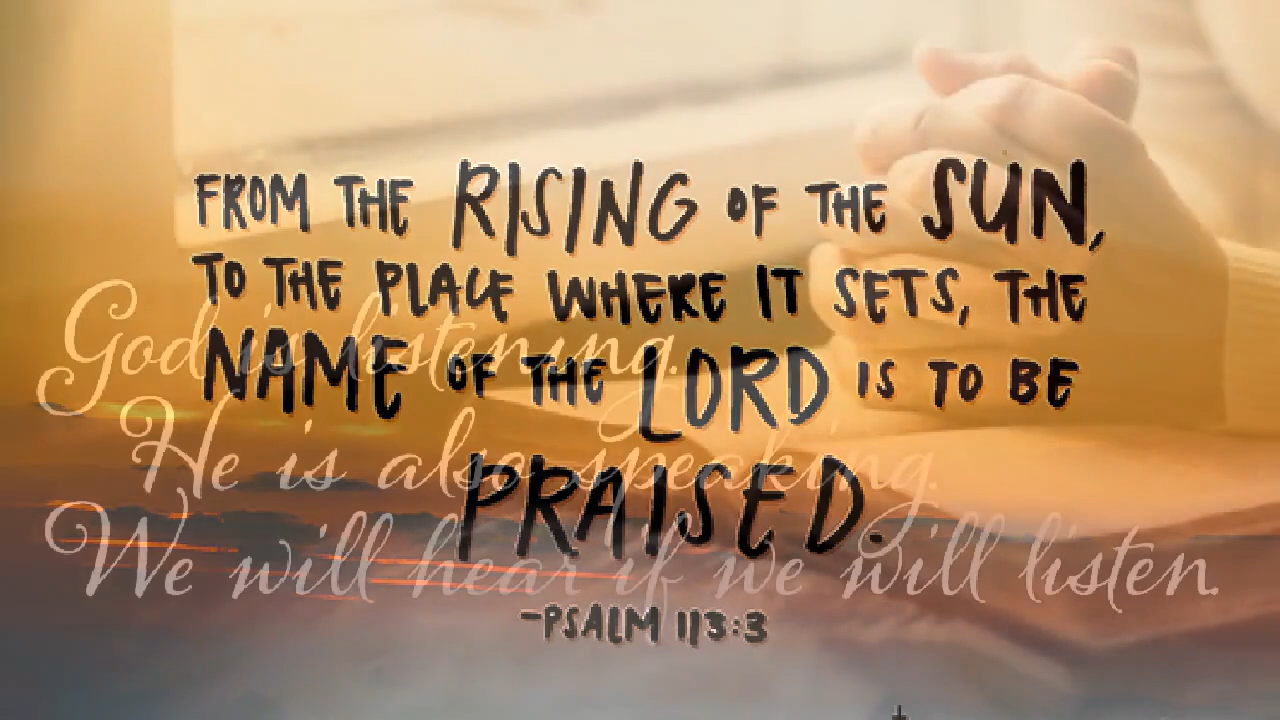 FROM THE RISING OF THE SUN,
TO THE PLACE WHERE IT SETS, THE
NAME OF THE LORD IS TO BE
PRAISED.
-PSALM 113:3
God is listening.
He is also speaking.
We will hear if we will listen.